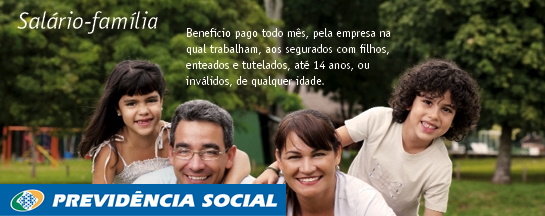 Salário-família
Benefício pago todo mês, pela empresa na
qual trabalham, aos segurados com filhos,
enteados e tutelados, até 14 anos, ou
inválidos, de qualquer idade.
PREVIDÊNCIA SOCIAL